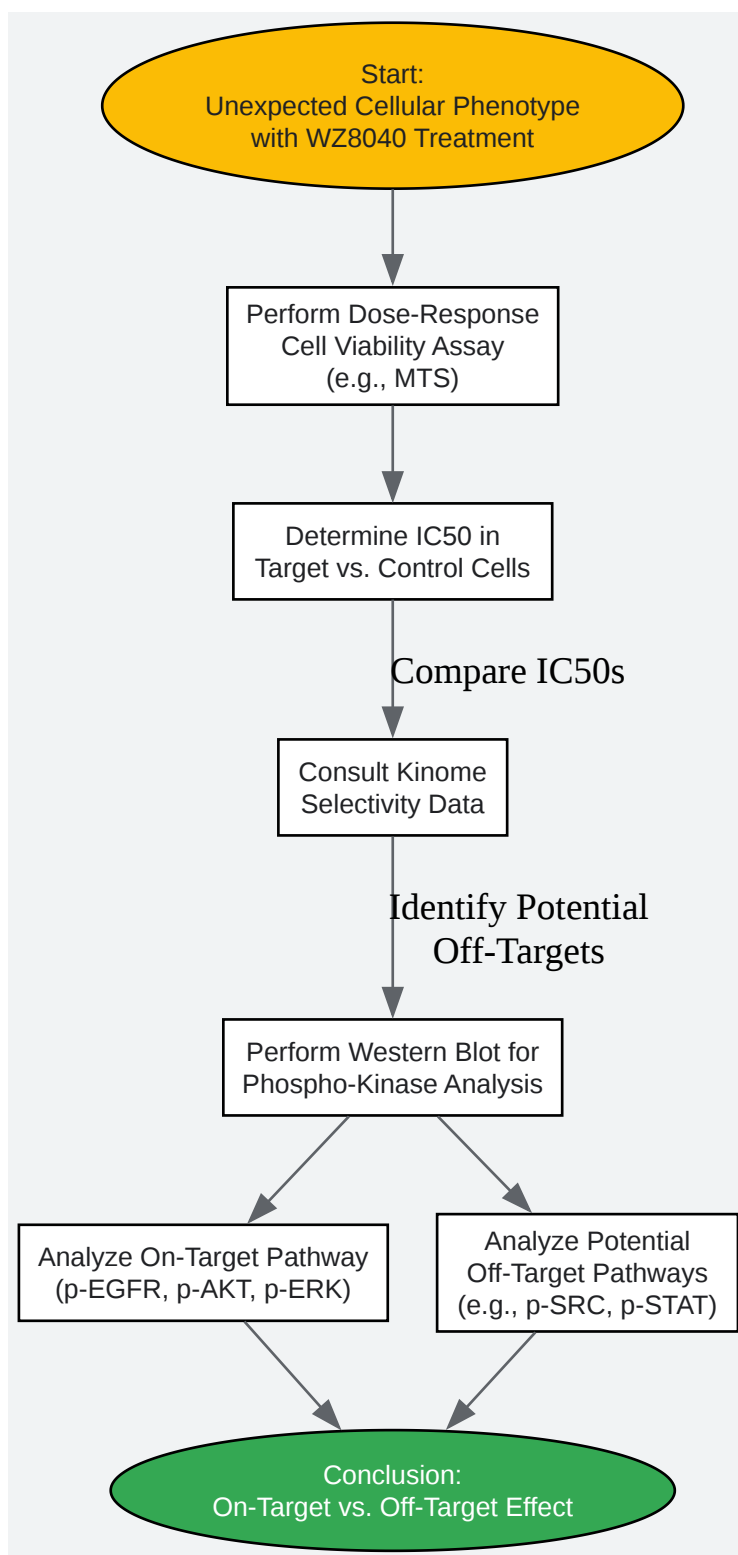 Start:
Unexpected Cellular Phenotype
with WZ8040 Treatment
Perform Dose-Response
Cell Viability Assay
(e.g., MTS)
Determine IC50 in
Target vs. Control Cells
Compare IC50s
Consult Kinome
Selectivity Data
Identify Potential
Off-Targets
Perform Western Blot for
Phospho-Kinase Analysis
Analyze On-Target Pathway
(p-EGFR, p-AKT, p-ERK)
Analyze Potential
Off-Target Pathways
(e.g., p-SRC, p-STAT)
Conclusion:
On-Target vs. Off-Target Effect